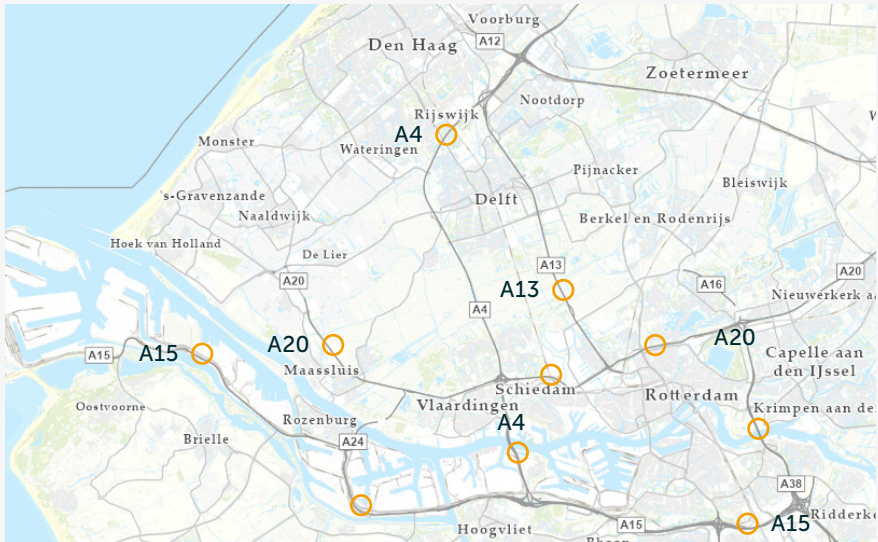 Voorburg
A12
Den Haag
Zoetermeer
Nootdorp
Rijswijk
A4
Monster
Wateringen
Pijnacker
Bleiswijk
's-Gravenzande
Delft
Naaldwijk
Berkel en Rodenrijs
Hoek van Holland
De Lier
A13
A20
A20
A16
A13
Nieuwerkerk a
A4
A20
A20
A15
A15
Capelle aan
den IJssel
Maassluis
Schiedam
Rotterdam
Vlaardingen
Oostvoorne
Krimpen aan de
Rozenburg
A4
Brielle
A24
A38
Ridderke
Hoogvliet
A15
A15